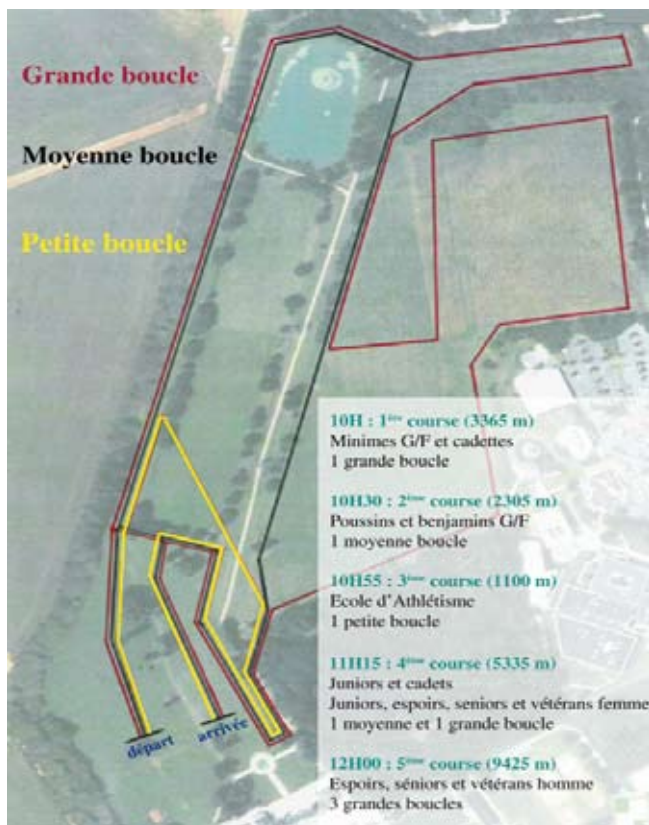 Grande boucle
Moyenne boucle
Petite boucle
10H : 1ère course (3365 m)
Minimes G/F et cadettes
1 grande boucle
10H30 : 2ème course (2305 m)
Poussins et benjamins G/F
1 moyenne boucle
10H55 : 3ème course (1100 m)
Ecole d'Athlétisme
1 petite boucle
11H15 : 4ème course (5335 m)
Juniors et cadets
Juniors, espoirs, seniors et vétérans femme
1 moyenne et 1 grande boucle
12H00 : 5ème course (9425 m)
Espoirs, séniors et vétérans homme
3 grandes boucles
départ
arrivée